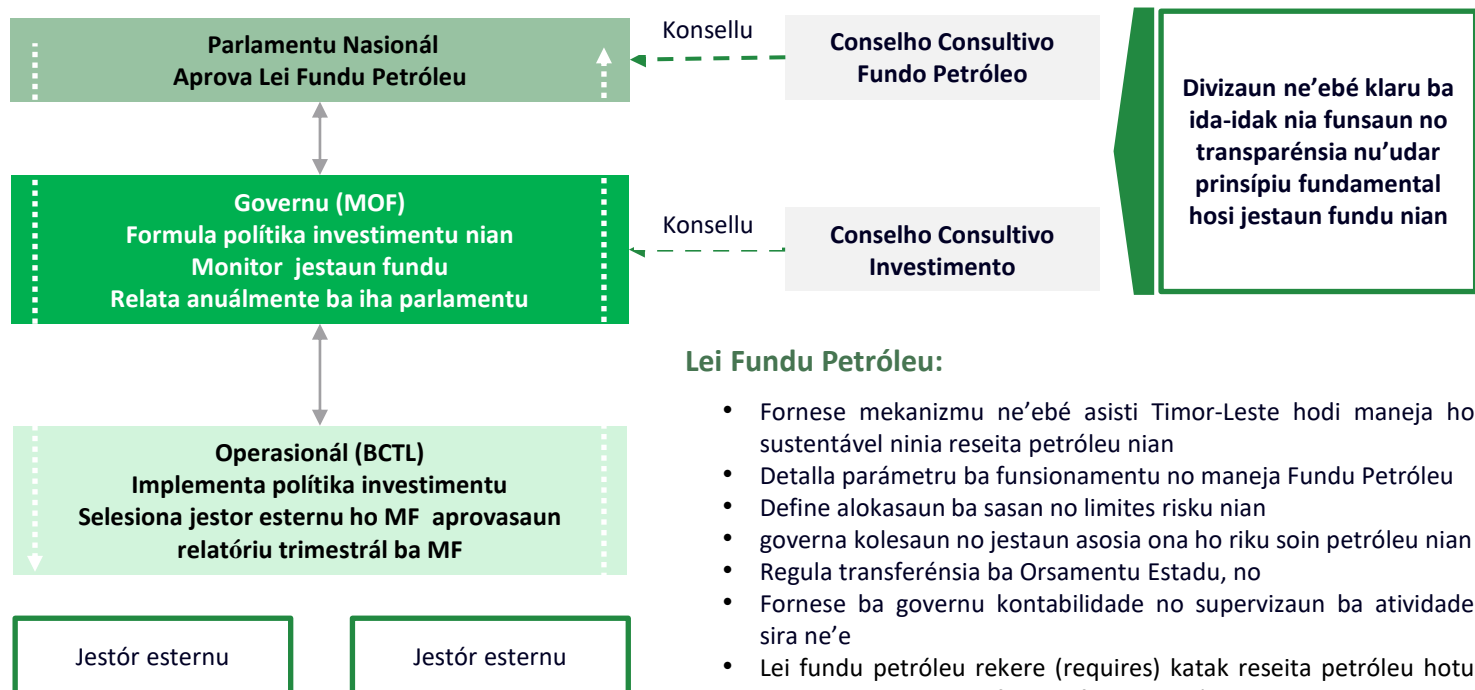 Parlamentu Nasionál
Aprova Lei Fundu Petróleu
Konsellu
Conselho Consultivo
Fundo Petróleo
Divizaun ne’ebé klaru ba
ida-idak nia funsaun no
transparénsia nu’udar
prinsípiu fundamental
hosi jestaun fundu nian
Governu (MOF)
Formula polítika investimentu nian
Monitor jestaun fundu
Relata anuálmente ba iha parlamentu
Konsellu
Conselho Consultivo
Investimento
Operasionál (BCTL)
Implementa polítika investimentu
Selesiona jestor esternu ho MF aprovasaun
relatóriu trimestrál ba MF
Jestór esternu
Jestór esternu
Lei Fundu Petróleu:
• Fornese mekanizmu ne’ebé asisti Timor-Leste hodi maneja ho
sustentável ninia reseita petróleu nian
• Detalla parámetru ba funsionamentu no maneja Fundu Petróleu
• Define alokasaun ba sasan no limites risku nian
• governa kolesaun no jestaun asosia ona ho riku soin petróleu nian
• Regula transferénsia ba Orsamentu Estadu, no
• Fornese ba governu kontabilidade no supervizaun ba atividade
sira ne’e
• Lei fundu petróleu rekere (requires) katak reseita petróleu hotu